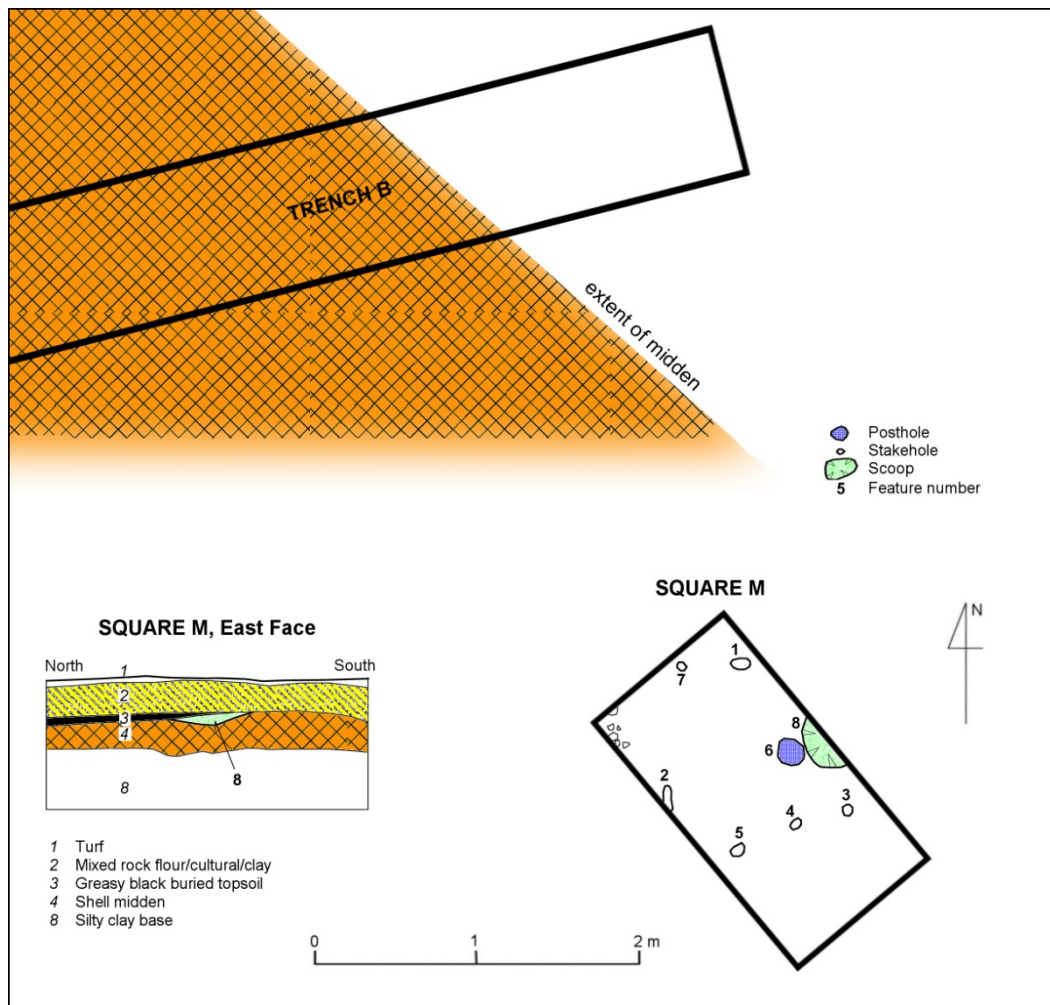 TRENCH B
extent of midden
Posthole
Stakehole
Scoop
5 Feature number
SQUARE M, East Face
North South
1
2
3
4
8
8
1 Turf
2 Mixed rock flour/cultural/clay
3 Greasy black buried topsoil
4 Shell midden
8 Silty clay base
SQUARE M
N
1
7
8
6
2
3
4
5
0 1 2 m